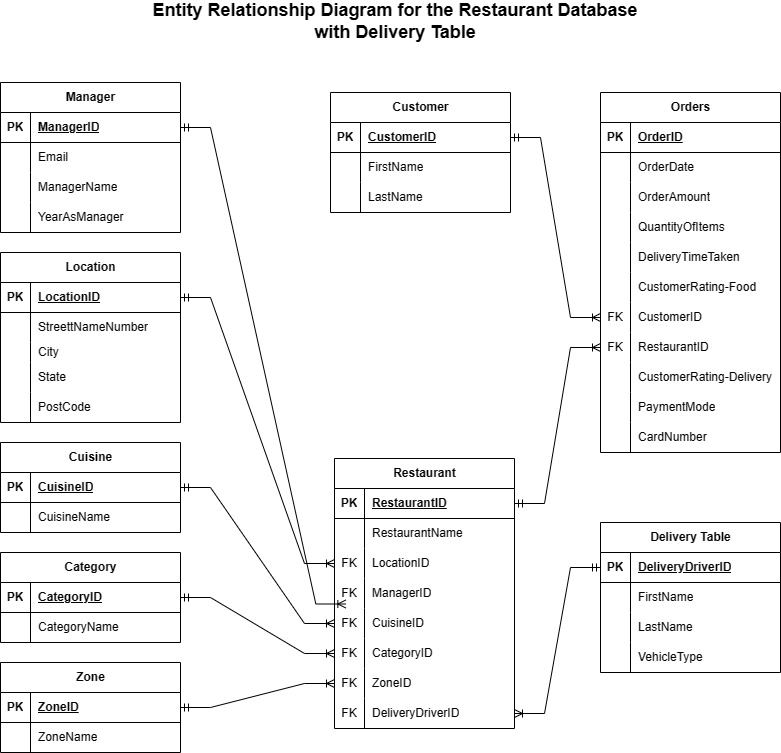 Entity Relationship Diagram for the Restaurant Database
with Delivery Table
Manager
PK ManagerID
Email
ManagerName
YearAsManager
Location
PK LocationID
StreettNameNumber
City
State
PostCode
Cuisine
PK CuisineID
CuisineName
Category
PK CategoryID
CategoryName
Zone
PK ZoneID
ZoneName
Customer
PK CustomerID
FirstName
LastName
Restaurant
PK RestaurantID
RestaurantName
FK LocationID
FK ManagerID
FK CuisineID
FK CategoryID
FK ZoneID
FK DeliveryDriverID
Orders
PK OrderID
OrderDate
OrderAmount
QuantityOfItems
DeliveryTimeTaken
CustomerRating-Food
FK CustomerID
FK RestaurantID
CustomerRating-Delivery
PaymentMode
CardNumber
Delivery Table
PK DeliveryDriverID
FirstName
LastName
VehicleType